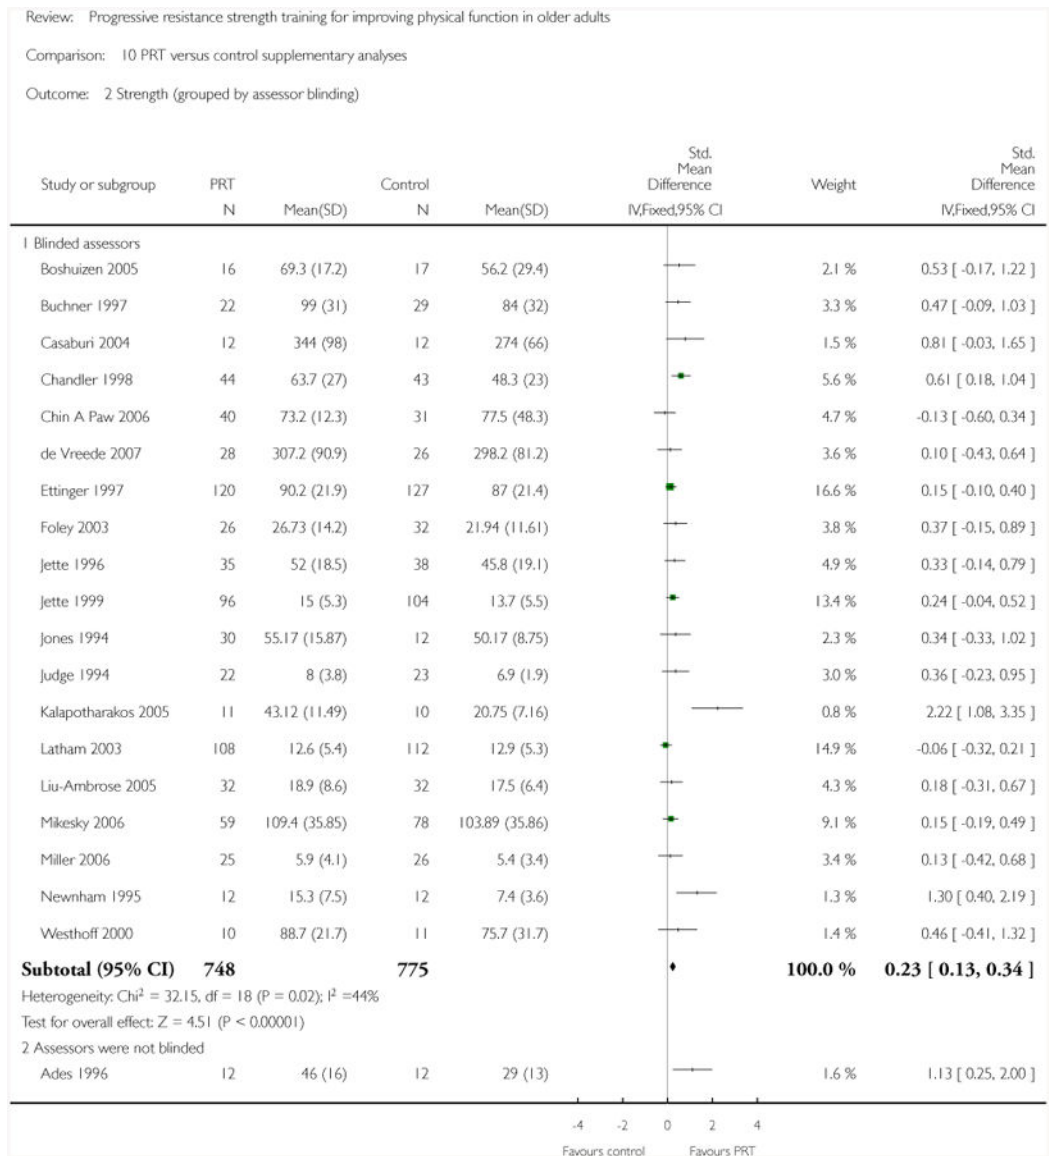 Review: Progressive resistance strength training for improving physical function in older adults
Comparison: 10 PRT versus control supplementary analyses
Outcome: 2 Strength (grouped by assessor blinding)
Study or subgroup PRT Control Std. Mean Difference Weight Std. Mean Difference
N Mean(SD) N Mean(SD) IV,Fixed,95% CI IV,Fixed,95% CI
1 Blinded assessors
Boshuizen 2005 16 69.3 (17.2) 17 56.2 (29.4) 2.1 % 0.53 [ -0.17, 1.22 ]
Buchner 1997 22 99 (31) 29 84 (32) 3.3 % 0.47 [ -0.09, 1.03 ]
Casaburi 2004 12 344 (98) 12 274 (66) 1.5 % 0.81 [ -0.03, 1.65 ]
Chandler 1998 44 63.7 (27) 43 48.3 (23) 5.6 % 0.61 [ 0.18, 1.04 ]
Chin A Paw 2006 40 73.2 (12.3) 31 77.5 (48.3) 4.7 % -0.13 [ -0.60, 0.34 ]
de Vreede 2007 28 307.2 (90.9) 26 298.2 (81.2) 3.6 % 0.10 [ -0.43, 0.64 ]
Ettinger 1997 120 90.2 (21.9) 127 87 (21.4) 16.6 % 0.15 [ -0.10, 0.40 ]
Foley 2003 26 26.73 (14.2) 32 21.94 (11.61) 3.8 % 0.37 [ -0.15, 0.89 ]
Jette 1996 35 52 (18.5) 38 45.8 (19.1) 4.9 % 0.33 [ -0.14, 0.79 ]
Jette 1999 96 15 (5.3) 104 13.7 (5.5) 13.4 % 0.24 [ -0.04, 0.52 ]
Jones 1994 30 55.17 (15.87) 12 50.17 (8.75) 2.3 % 0.34 [ -0.33, 1.02 ]
Judge 1994 22 8 (3.8) 23 6.9 (1.9) 3.0 % 0.36 [ -0.23, 0.95 ]
Kalapotharakos 2005 11 43.12 (11.49) 10 20.75 (7.16) 0.8 % 2.22 [ 1.08, 3.35 ]
Latham 2003 108 12.6 (5.4) 112 12.9 (5.3) 14.9 % -0.06 [ -0.32, 0.21 ]
Liu-Ambrose 2005 32 18.9 (8.6) 32 17.5 (6.4) 4.3 % 0.18 [ -0.31, 0.67 ]
Mikesky 2006 59 109.4 (35.85) 78 103.89 (35.86) 9.1 % 0.15 [ -0.19, 0.49 ]
Miller 2006 25 5.9 (4.1) 26 5.4 (3.4) 3.4 % 0.13 [ -0.42, 0.68 ]
Newnham 1995 12 15.3 (7.5) 12 7.4 (3.6) 1.3 % 1.30 [ 0.40, 2.19 ]
Westhoff 2000 10 88.7 (21.7) 11 75.7 (31.7) 1.4 % 0.46 [ -0.41, 1.32 ]
Subtotal (95% CI) 748 775 100.0 % 0.23 [ 0.13, 0.34 ]
Heterogeneity: Chi² = 32.15, df = 18 (P = 0.02); I² =44%
Test for overall effect: Z = 4.51 (P < 0.00001)
2 Assessors were not blinded
Ades 1996 12 46 (16) 12 29 (13) 1.6 % 1.13 [ 0.25, 2.00 ]
-4 -2 0 2 4
Favours control Favours PRT